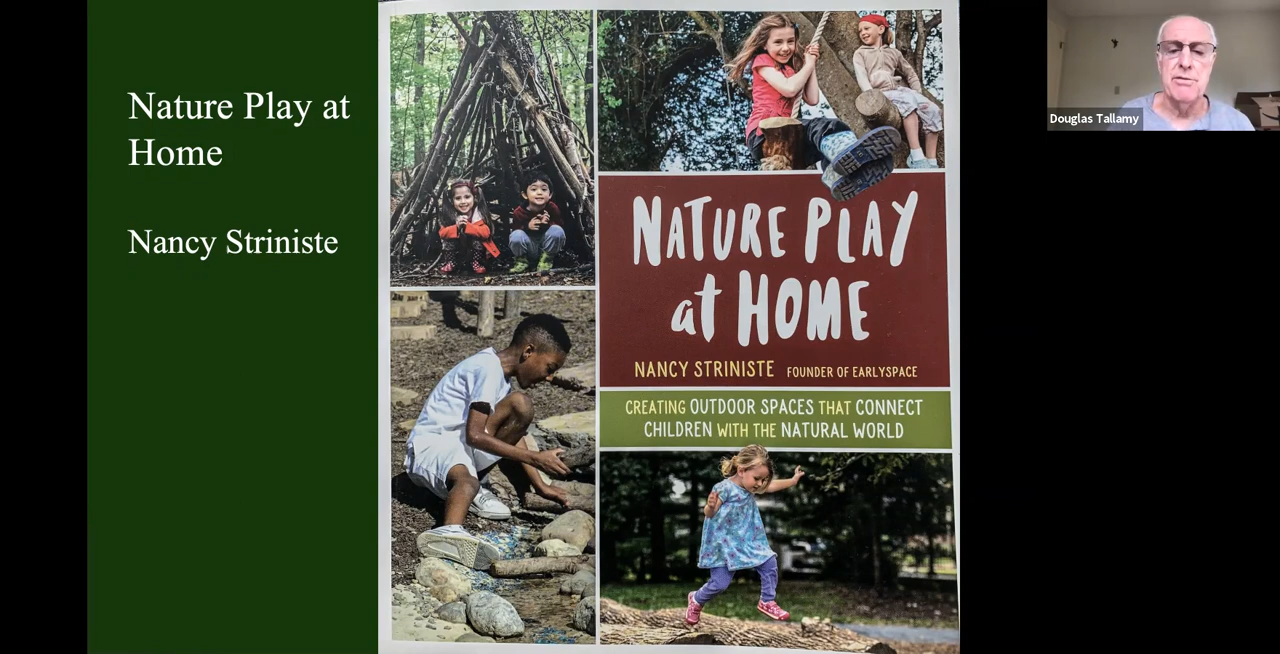 Nature Play at
Home
Nancy Striniste
NATURE PLAY
at HOME
NANCY STRINISTE FOUNDER OF EARLYSPACE
CREATING OUTDOOR SPACES THAT CONNECT
CHILDREN WITH THE NATURAL WORLD
Douglas Tallamy